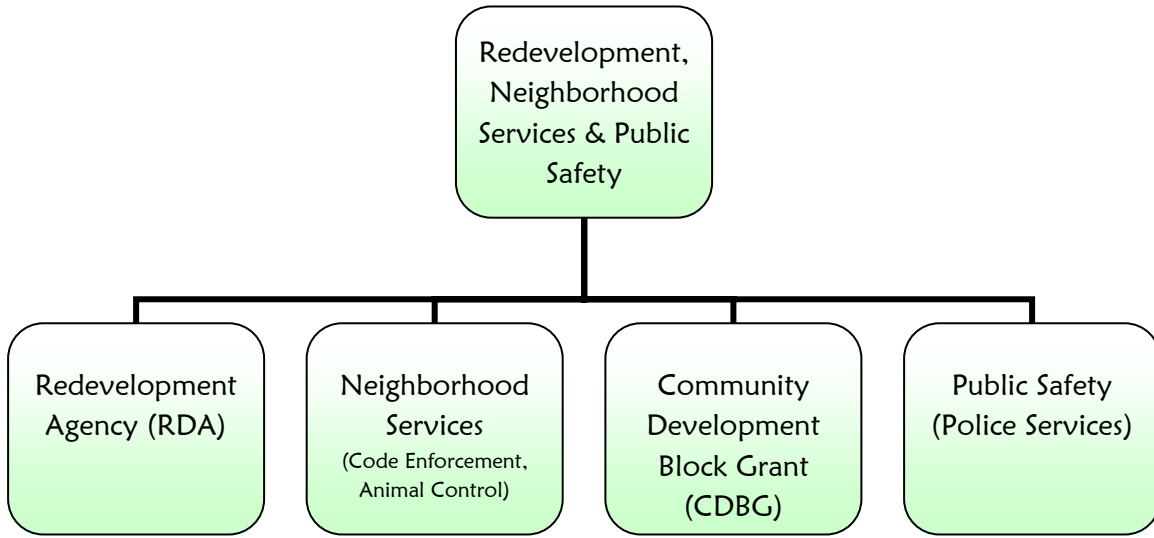 Redevelopment,
Neighborhood
Services & Public
Safety
Redevelopment
Agency (RDA)
Neighborhood
Services
(Code Enforcement,
Animal Control)
Community
Development
Block Grant
(CDBG)
Public Safety
(Police Services)